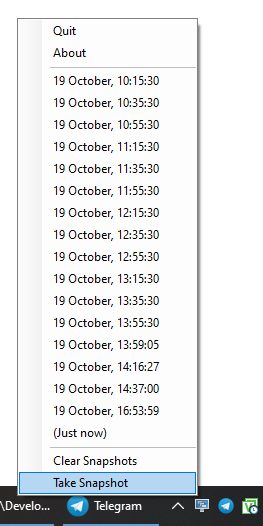 Quit
About
19 October, 10:15:30
19 October, 10:35:30
19 October, 10:55:30
19 October, 11:15:30
19 October, 11:35:30
19 October, 11:55:30
19 October, 12:15:30
19 October, 12:35:30
19 October, 12:55:30
19 October, 13:15:30
19 October, 13:35:30
19 October, 13:55:30
19 October, 13:59:05
19 October, 14:16:27
19 October, 14:37:00
19 October, 16:53:59
(Just now)
Clear Snapshots
Take Snapshot
\Develo... Telegram